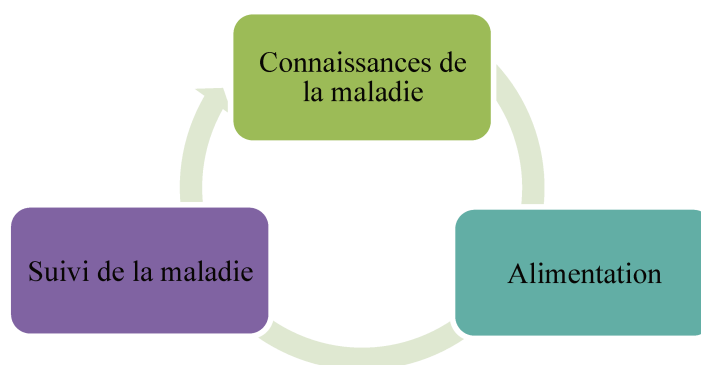 Connaissances de
la maladie
Suivi de la maladie
Alimentation